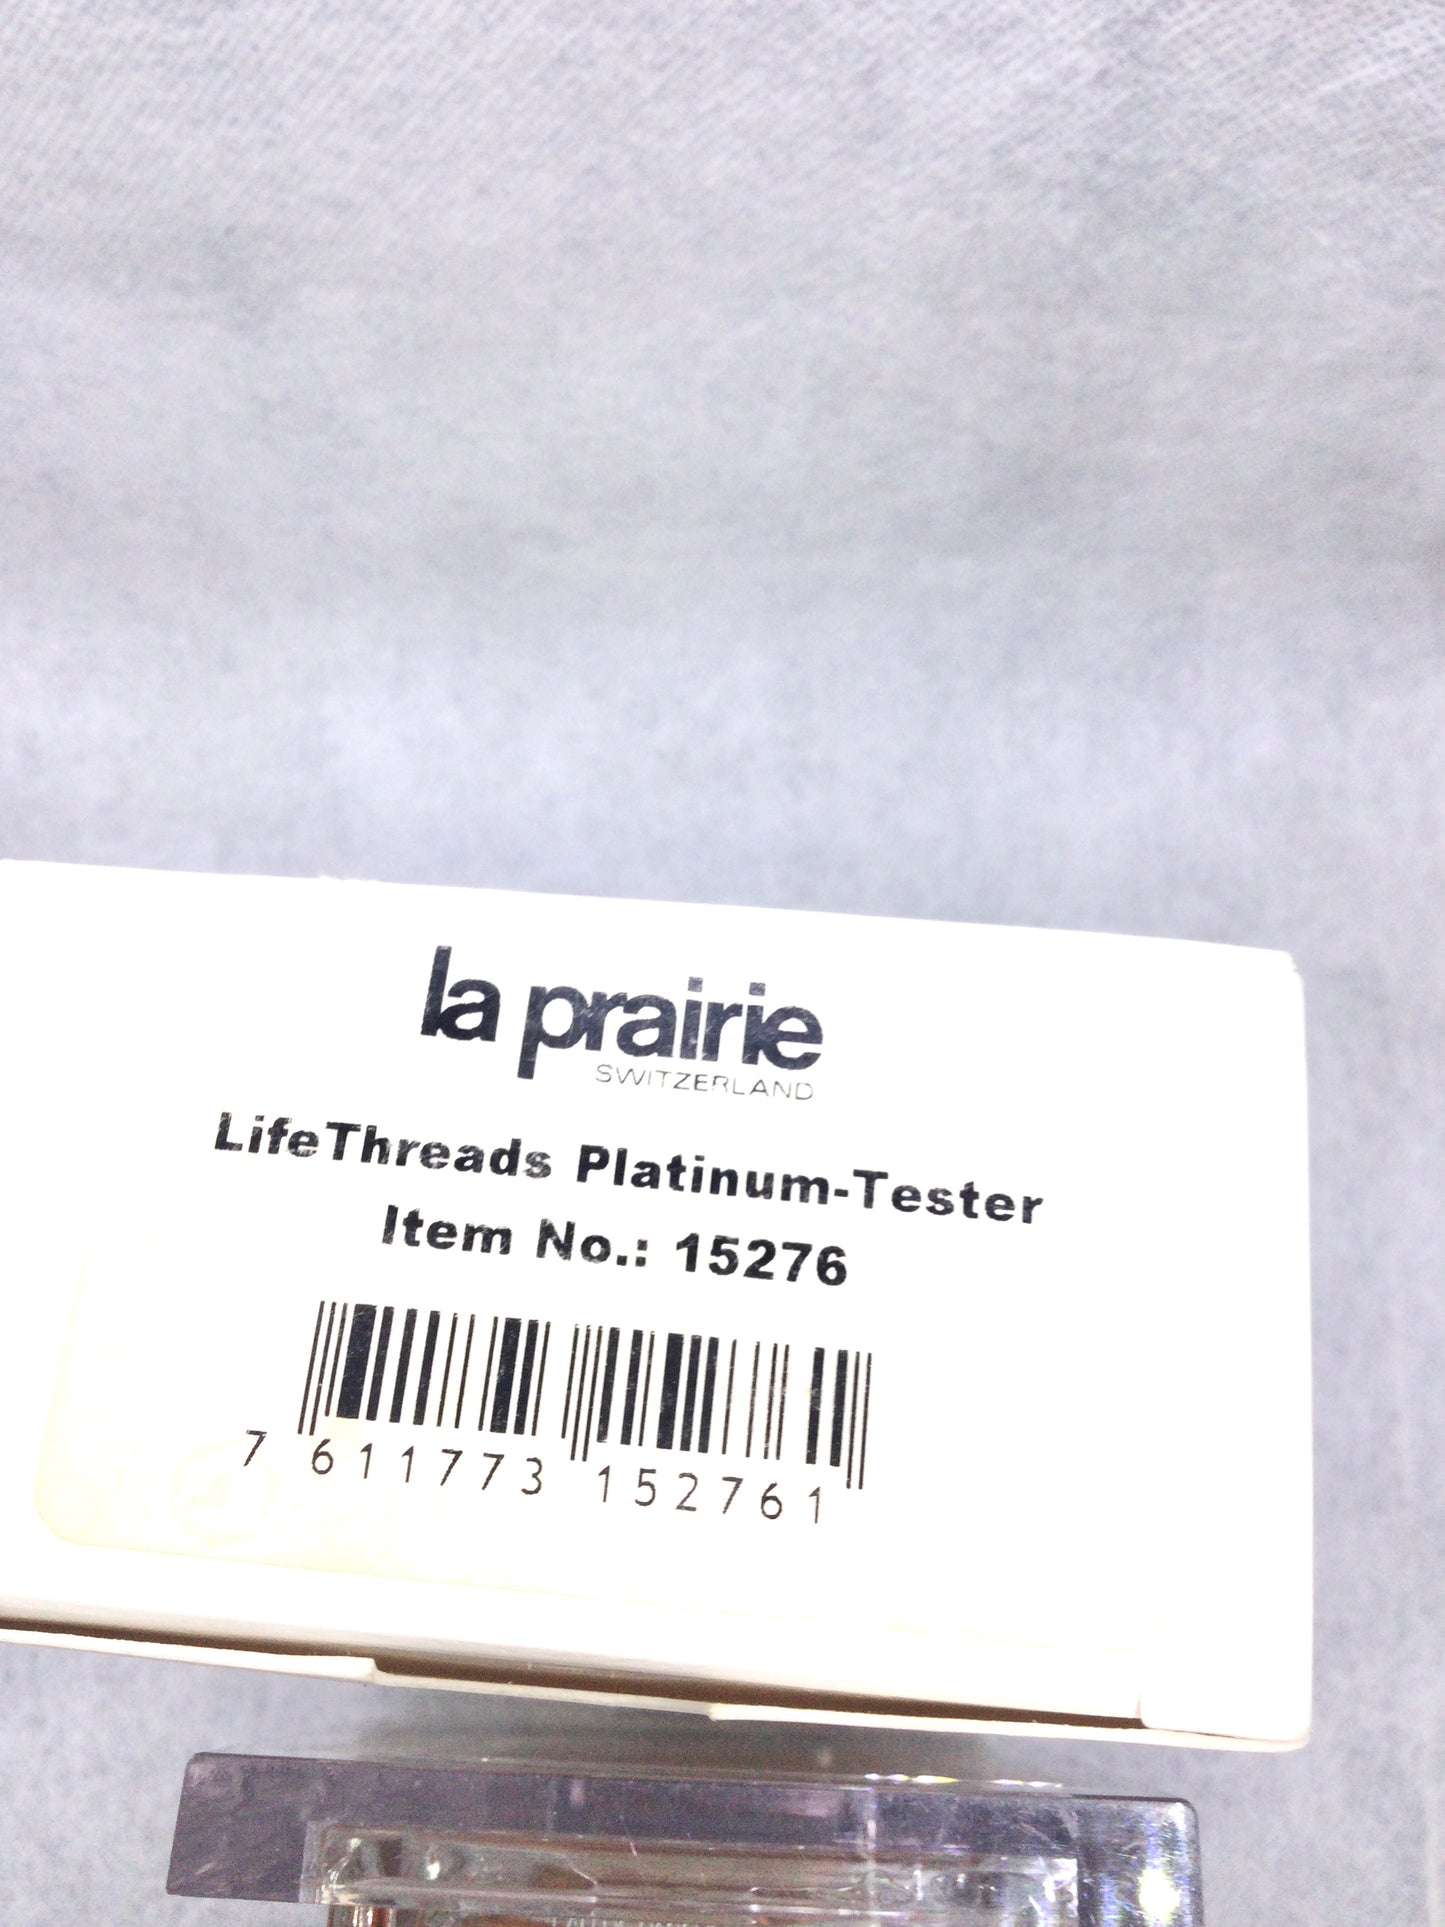 la prairie
SWITZERLAND
LifeThreads Platinum-Tester
Item No.: 15276
7 611773 152761